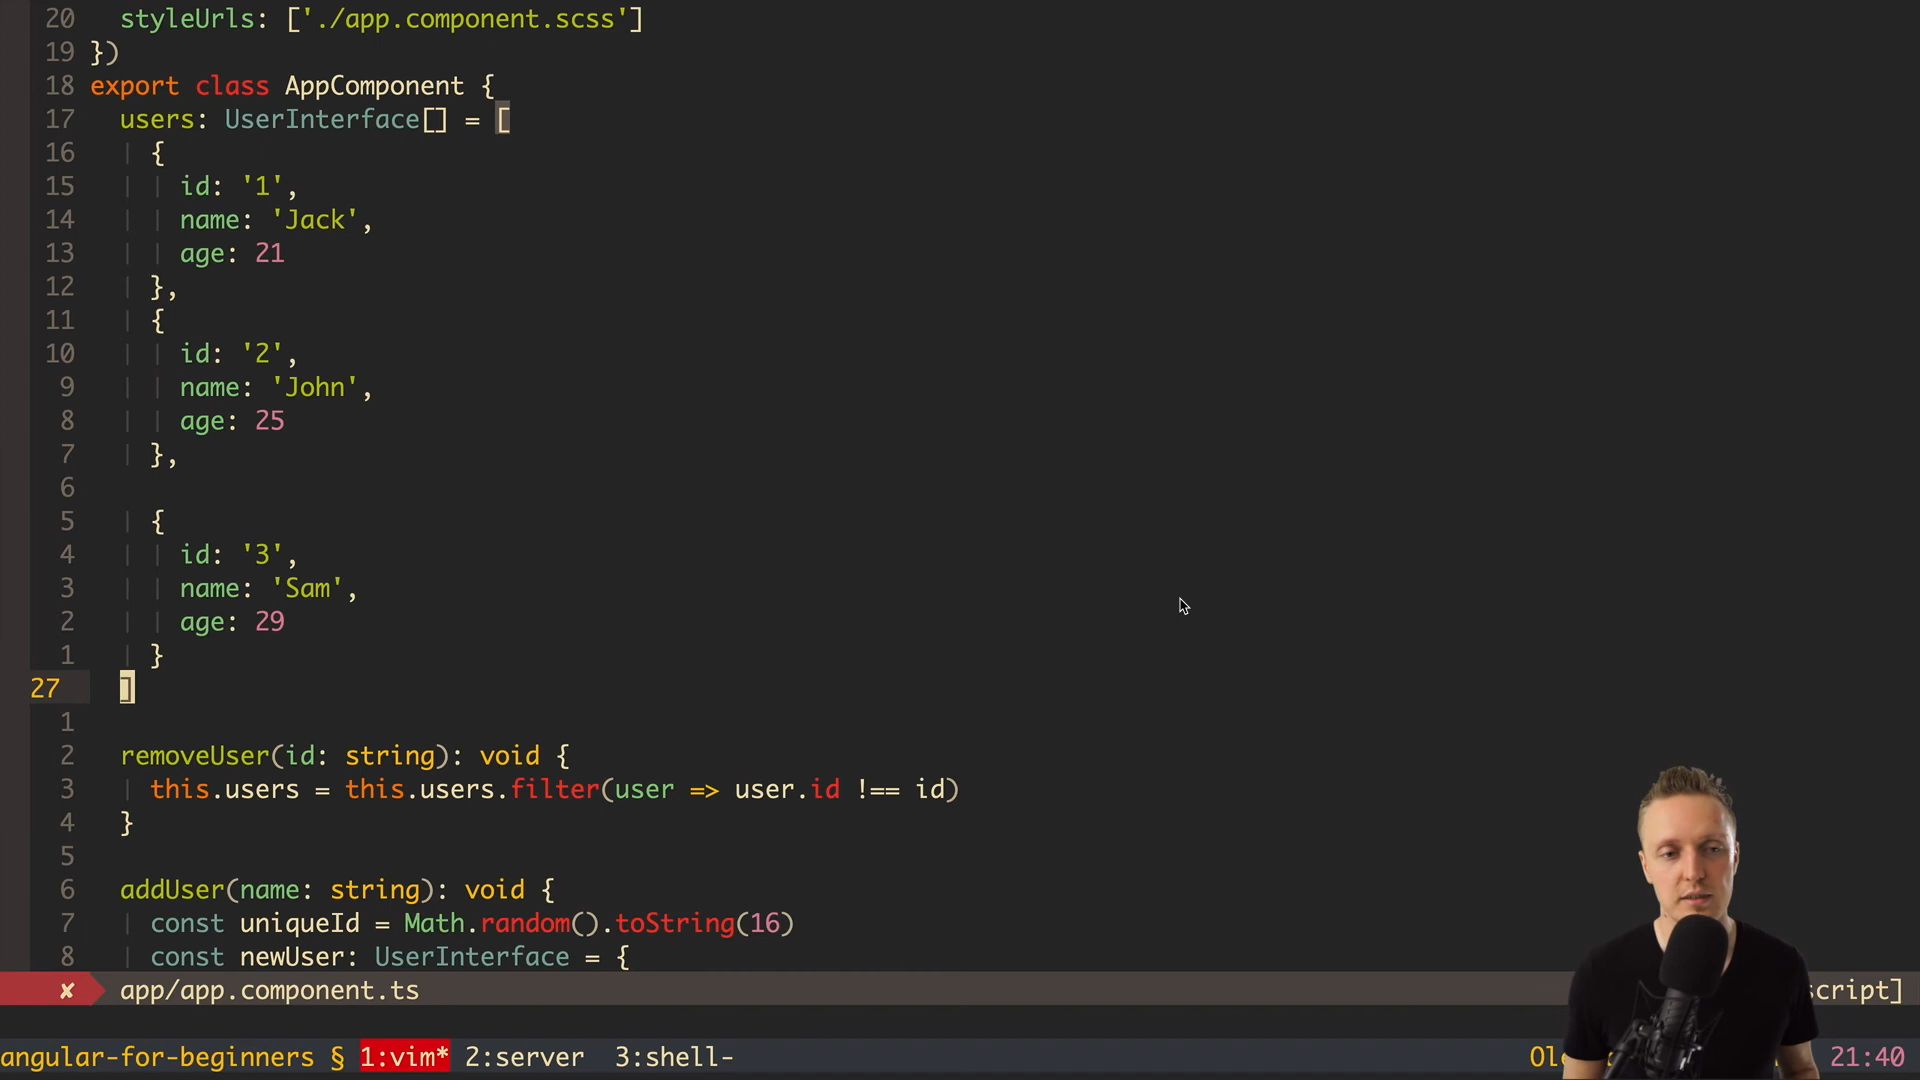 20 styleUrls: ['./app.component.scss']
19 })
18 export class AppComponent {
17 users: UserInterface[] = [
16 {
15 id: '1',
14 name: 'Jack',
13 age: 21
12 },
11 {
10 id: '2',
9 name: 'John',
8 age: 25
7 },
6
5 {
4 id: '3',
3 name: 'Sam',
2 age: 29
1 }
27 ]
1
2 removeUser(id: string): void {
3 this.users = this.users.filter(user => user.id !== id)
4 }
5
6 addUser(name: string): void {
7 const uniqueId = Math.random().toString(16)
8 const newUser: UserInterface = {
✘ app/app.component.ts script]
angular-for-beginners § 1:vim* 2:server 3:shell- 21:40